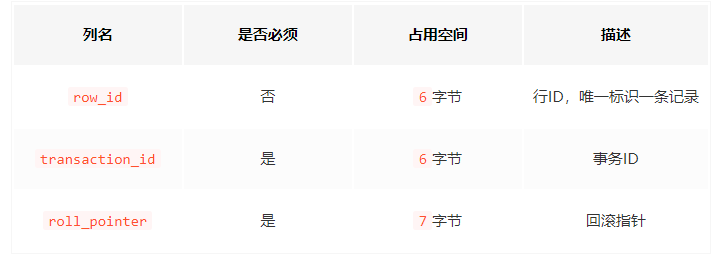 列名 是否必须 占用空间 描述
row_id 否 6 字节 行ID，唯一标识一条记录
transaction_id 是 6 字节 事务ID
roll_pointer 是 7 字节 回滚指针